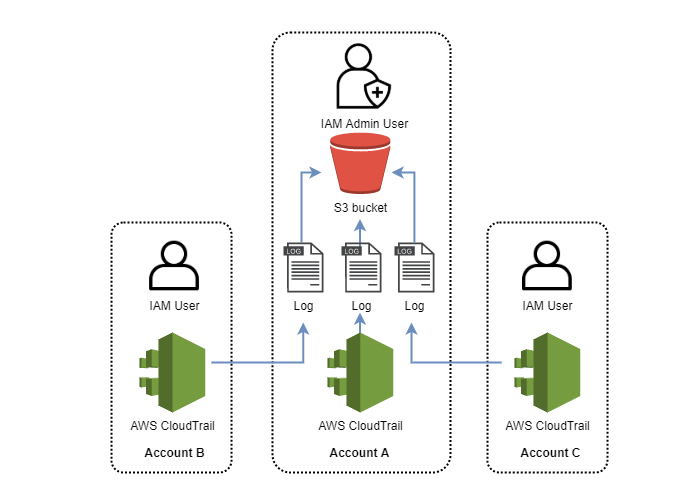 IAM Admin User
S3 bucket
LOG LOG LOG
IAM User
Log Log Log
IAM User
AWS CloudTrail
AWS CloudTrail
AWS CloudTrail
Account B
Account A
Account C